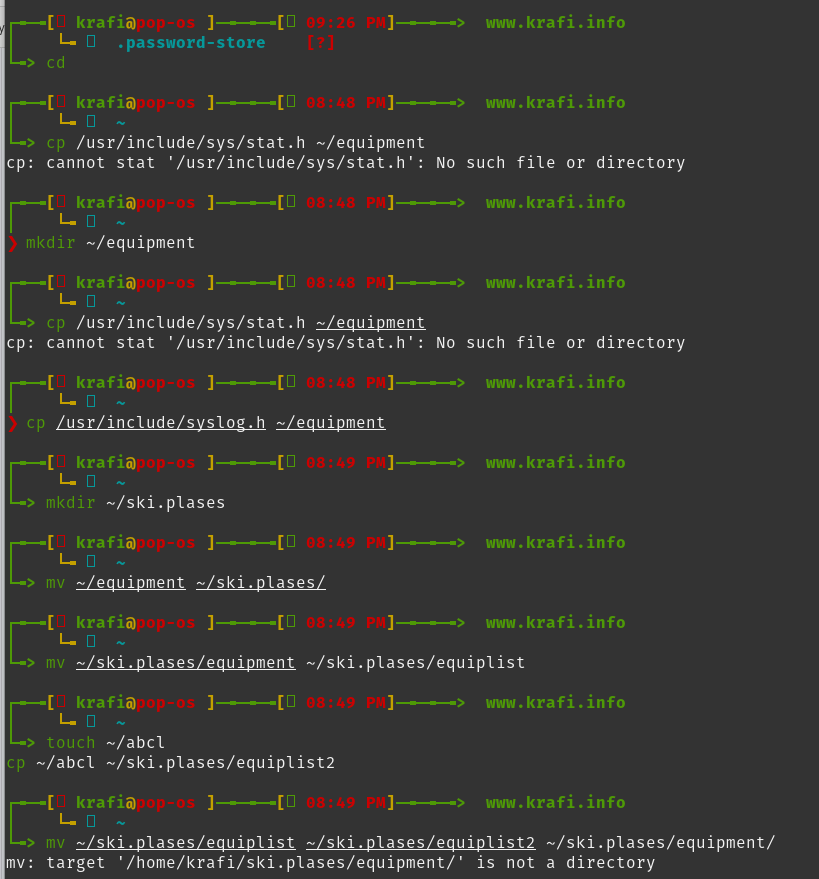 [ krafi@pop-os ]────[ 09:26 PM]────> www.krafi.info
.password-store [?]
└─> cd
[ krafi@pop-os ]────[ 08:48 PM]────> www.krafi.info
~
└─> cp /usr/include/sys/stat.h ~/equipment
cp: cannot stat '/usr/include/sys/stat.h': No such file or directory
[ krafi@pop-os ]────[ 08:48 PM]────> www.krafi.info
~
❯ mkdir ~/equipment
[ krafi@pop-os ]────[ 08:48 PM]────> www.krafi.info
~
└─> cp /usr/include/sys/stat.h ~/equipment
cp: cannot stat '/usr/include/sys/stat.h': No such file or directory
[ krafi@pop-os ]────[ 08:48 PM]────> www.krafi.info
~
❯ cp /usr/include/syslog.h ~/equipment
[ krafi@pop-os ]────[ 08:49 PM]────> www.krafi.info
~
└─> mkdir ~/ski.plases
[ krafi@pop-os ]────[ 08:49 PM]────> www.krafi.info
~
└─> mv ~/equipment ~/ski.plases/
[ krafi@pop-os ]────[ 08:49 PM]────> www.krafi.info
~
└─> mv ~/ski.plases/equipment ~/ski.plases/equiplist
[ krafi@pop-os ]────[ 08:49 PM]────> www.krafi.info
~
└─> touch ~/abcl
cp ~/abcl ~/ski.plases/equiplist2
[ krafi@pop-os ]────[ 08:49 PM]────> www.krafi.info
~
└─> mv ~/ski.plases/equiplist ~/ski.plases/equiplist2 ~/ski.plases/equipment/
mv: target '/home/krafi/ski.plases/equipment/' is not a directory